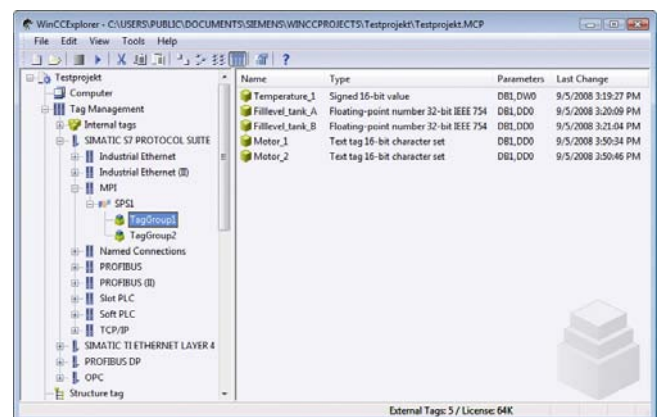 WinCCExplorer - C:\USERS\PUBLIC\DOCUMENTS\SIEMENS\WINCCPROJECTS\Testprojekt\Testprojekt.MCP
File Edit View Tools Help
Testprojekt
Computer
Tag Management
Internal tags
SIMATIC S7 PROTOCOL SUITE
Industrial Ethernet
Industrial Ethernet (II)
MPI
SPS1
TagGroup1
TagGroup2
Named Connections
PROFIBUS
PROFIBUS (II)
Slot PLC
Soft PLC
TCP/IP
SIMATIC TI ETHERNET LAYER 4
PROFIBUS DP
OPC
Structure tag
Name Type Parameters Last Change
Temperature_1 Signed 16-bit value DB1,DW0 9/5/2008 3:19:27 PM
Filllevel_tank_A Floating-point number 32-bit IEEE 754 DB1,DD0 9/5/2008 3:20:09 PM
Filllevel_tank_B Floating-point number 32-bit IEEE 754 DB1,DD0 9/5/2008 3:21:04 PM
Motor_1 Text tag 16-bit character set DB1,DD0 9/5/2008 3:50:34 PM
Motor_2 Text tag 16-bit character set DB1,DD0 9/5/2008 3:50:46 PM
External Tags: 5 / License: 64K